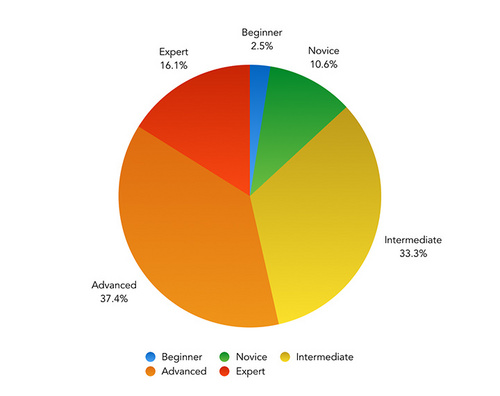 Beginner
2.5%
Novice
10.6%
Expert
16.1%
Intermediate
33.3%
Advanced
37.4%
Beginner Novice Intermediate
Advanced Expert